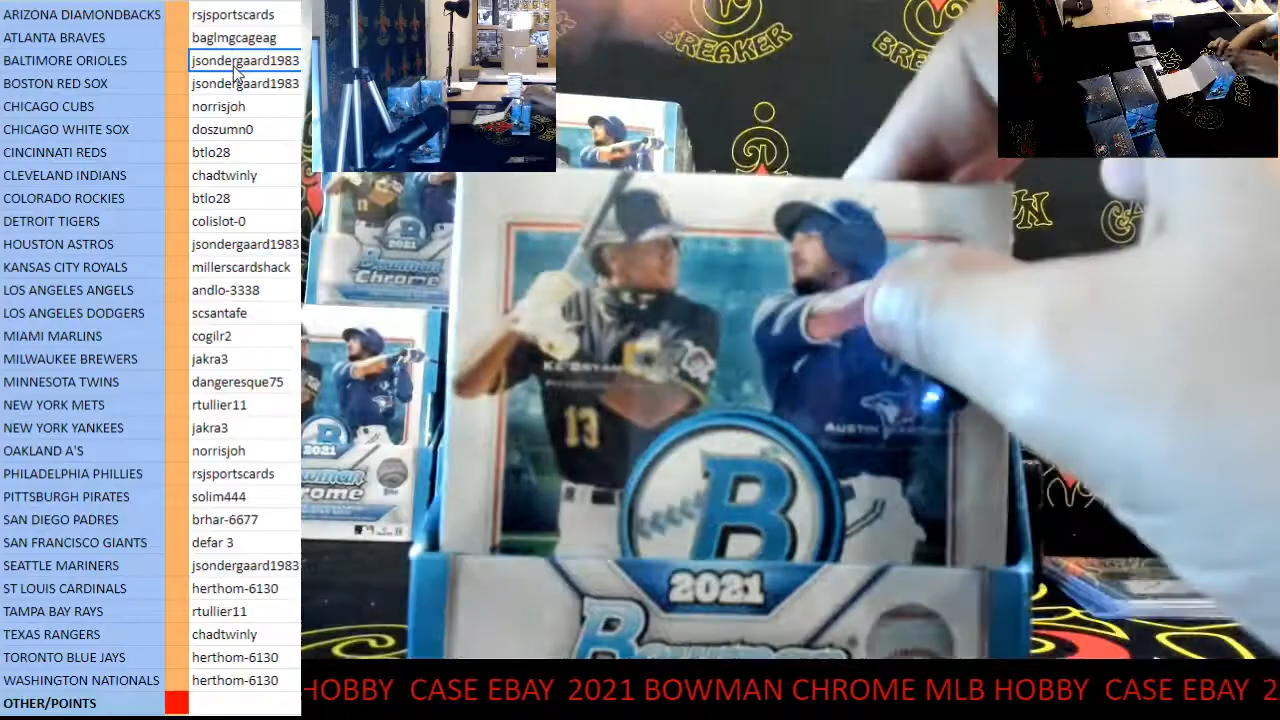 ARIZONA DIAMONDBACKS rsjsportscards
ATLANTA BRAVES baglmgcageag
BALTIMORE ORIOLES jsondergaard1983
BOSTON RED SOX jsondergaard1983
CHICAGO CUBS norrisjoh
CHICAGO WHITE SOX doszumn0
CINCINNATI REDS btlo28
CLEVELAND INDIANS chadtwinly
COLORADO ROCKIES btlo28
DETROIT TIGERS colislot-0
HOUSTON ASTROS jsondergaard1983
KANSAS CITY ROYALS millerscardshack
LOS ANGELES ANGELS andlo-3338
LOS ANGELES DODGERS scsantafe
MIAMI MARLINS cogilr2
MILWAUKEE BREWERS jakra3
MINNESOTA TWINS dangeresque75
NEW YORK METS rtullier11
NEW YORK YANKEES jakra3
OAKLAND A'S norrisjoh
PHILADELPHIA PHILLIES rsjsportscards
PITTSBURGH PIRATES solim444
SAN DIEGO PADRES brhar-6677
SAN FRANCISCO GIANTS defar 3
SEATTLE MARINERS jsondergaard1983
ST LOUIS CARDINALS herthom-6130
TAMPA BAY RAYS rtullier11
TEXAS RANGERS chadtwinly
TORONTO BLUE JAYS herthom-6130
WASHINGTON NATIONALS herthom-6130
OTHER/POINTS
BREAKER
BREAKER
2021
Bowman
Chrome
13
AUSTIN
B
2021
Bowman
B
2021
HOBBY CASE EBAY 2021 BOWMAN CHROME MLB HOBBY CASE EBAY 2